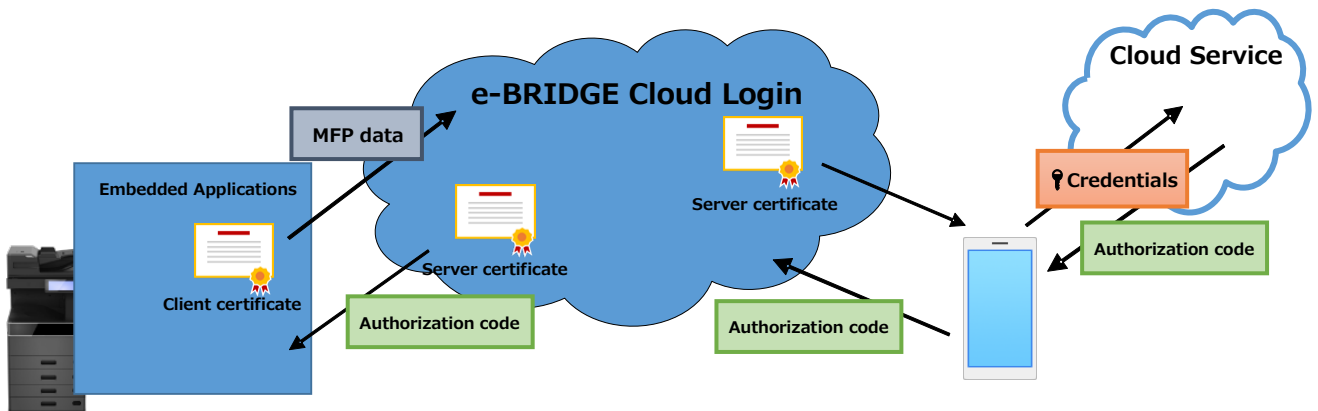 Cloud Service
e-BRIDGE Cloud Login
MFP data
Embedded Applications
Credentials
Server certificate
Authorization code
Server certificate
Client certificate
Authorization code
Authorization code